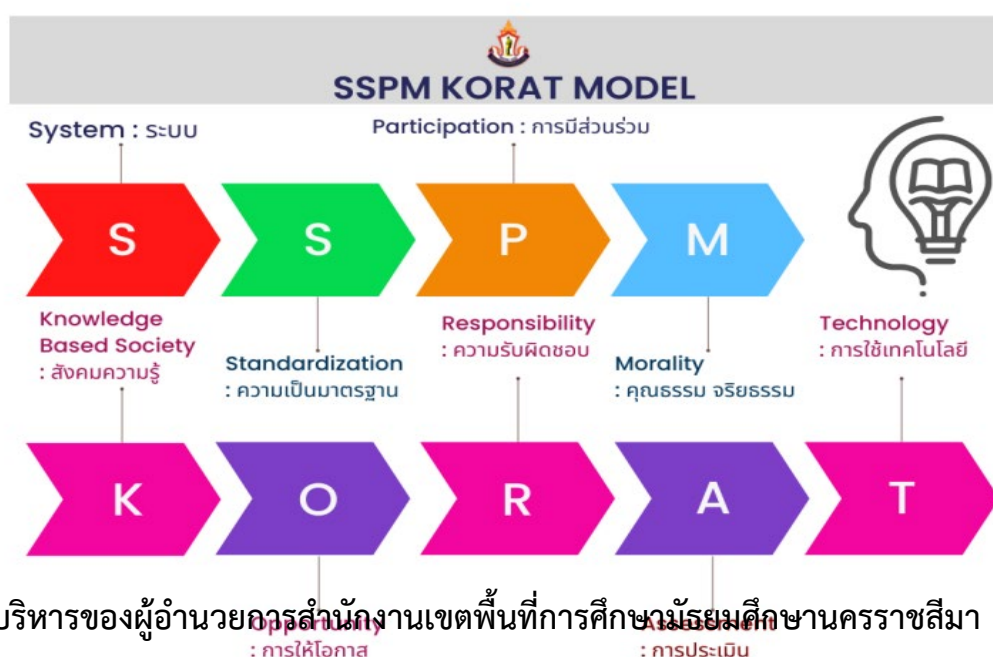 SSPM KORAT MODEL
System : ระบบ
Participation : การมีส่วนร่วม
S
S
P
M
Standardization
: ความเป็นมาตรฐาน
Morality
: คุณธรรม จริยธรรม
Knowledge
Based Society
: สังคมความรู้
Responsibility
: ความรับผิดชอบ
Technology
: การใช้เทคโนโลยี
K
O
R
A
T
Opportunity
: การให้โอกาส
Assessment
: การประเมิน
บริหารของผู้อำนวยการสำนักงานเขตพื้นที่การศึกษามัธยมศึกษานครราชสีมา